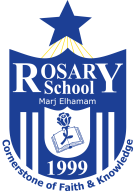 ROSARY
School
Marj Elhamam
1999
Cornerstone of Faith & Knowledge